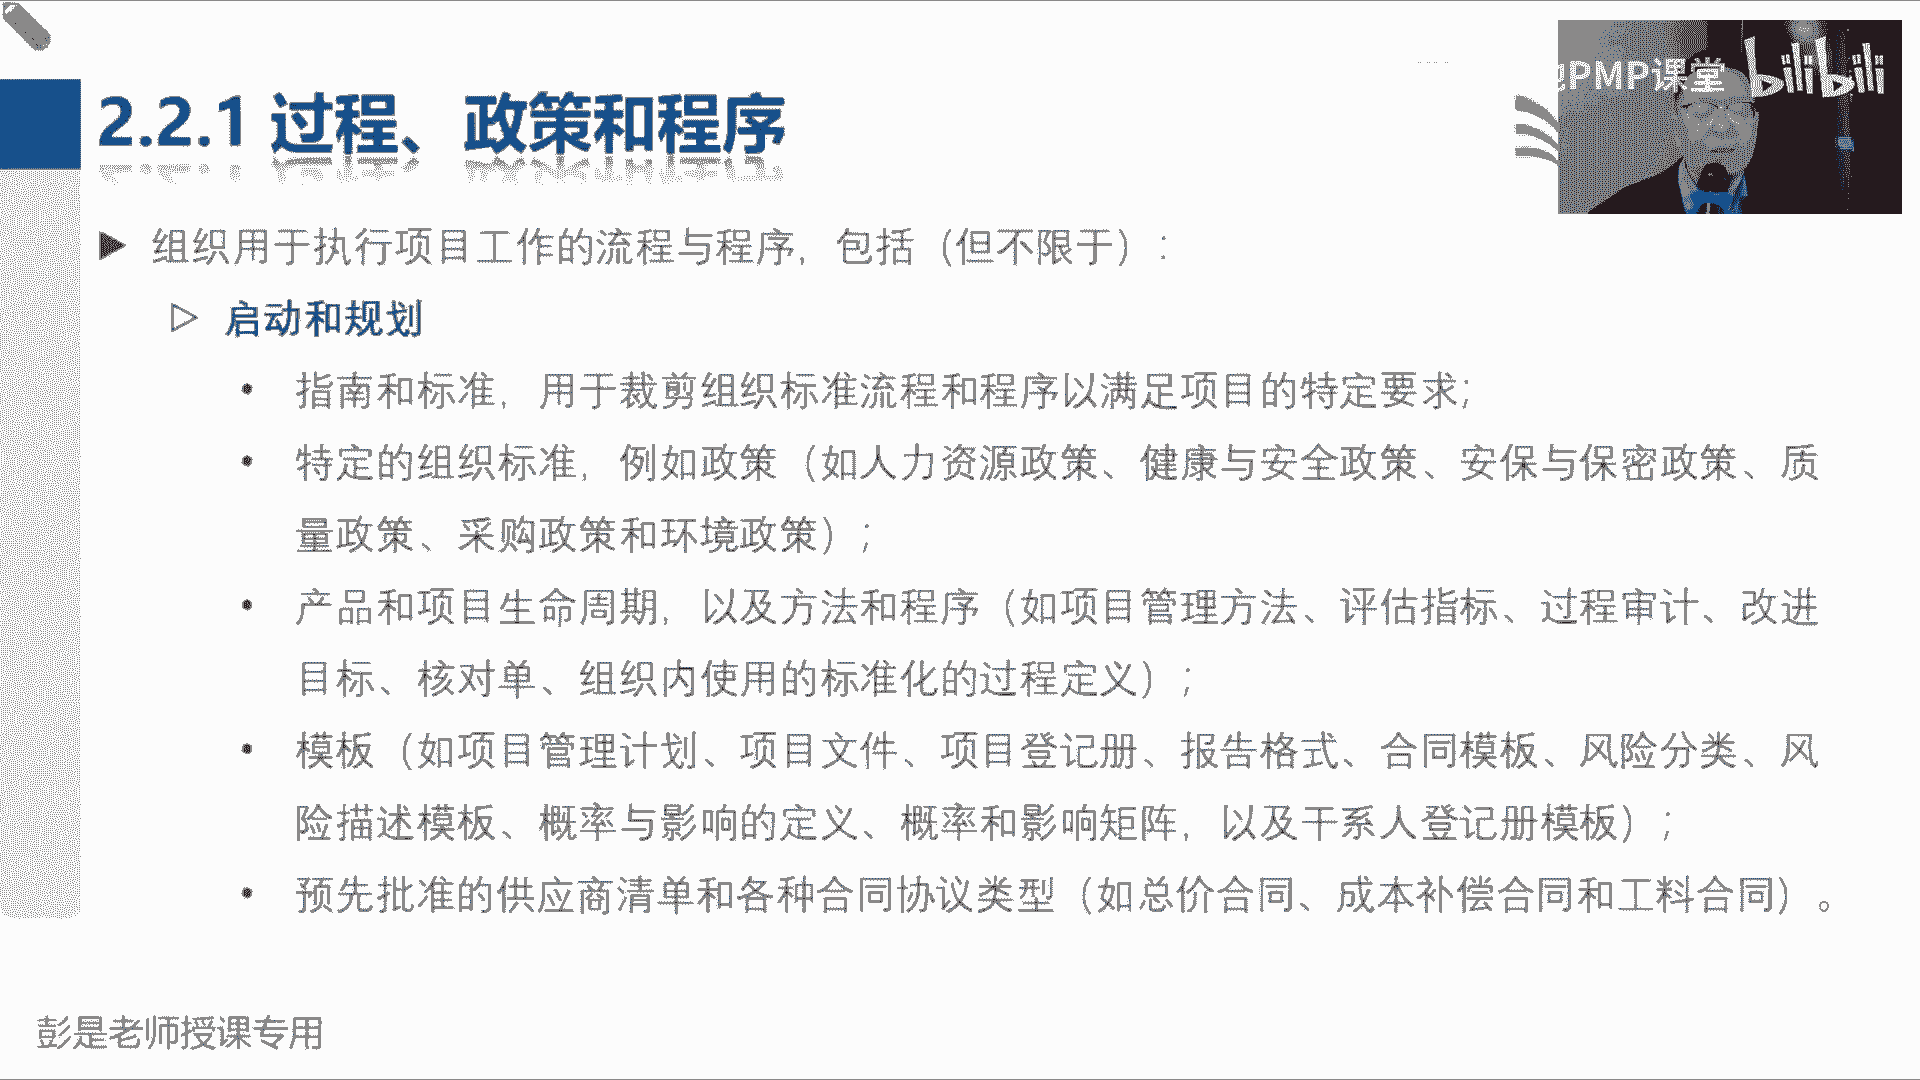 PMP课堂 bilibili
2.2.1 过程、政策和程序
组织用于执行项目工作的流程与程序，包括（但不限于）：
启动和规划
• 指南和标准，用于裁剪组织标准流程和程序以满足项目的特定要求；
• 特定的组织标准，例如政策（如人力资源政策、健康与安全政策、安保与保密政策、质
量政策、采购政策和环境政策）；
• 产品和项目生命周期，以及方法和程序（如项目管理方法、评估指标、过程审计、改进
目标、核对单、组织内使用的标准化的过程定义）；
• 模板（如项目管理计划、项目文件、项目登记册、报告格式、合同模板、风险分类、风
险描述模板、概率与影响的定义、概率和影响矩阵，以及干系人登记册模板）；
• 预先批准的供应商清单和各种合同协议类型（如总价合同、成本补偿合同和工料合同）。
彭是老师授课专用